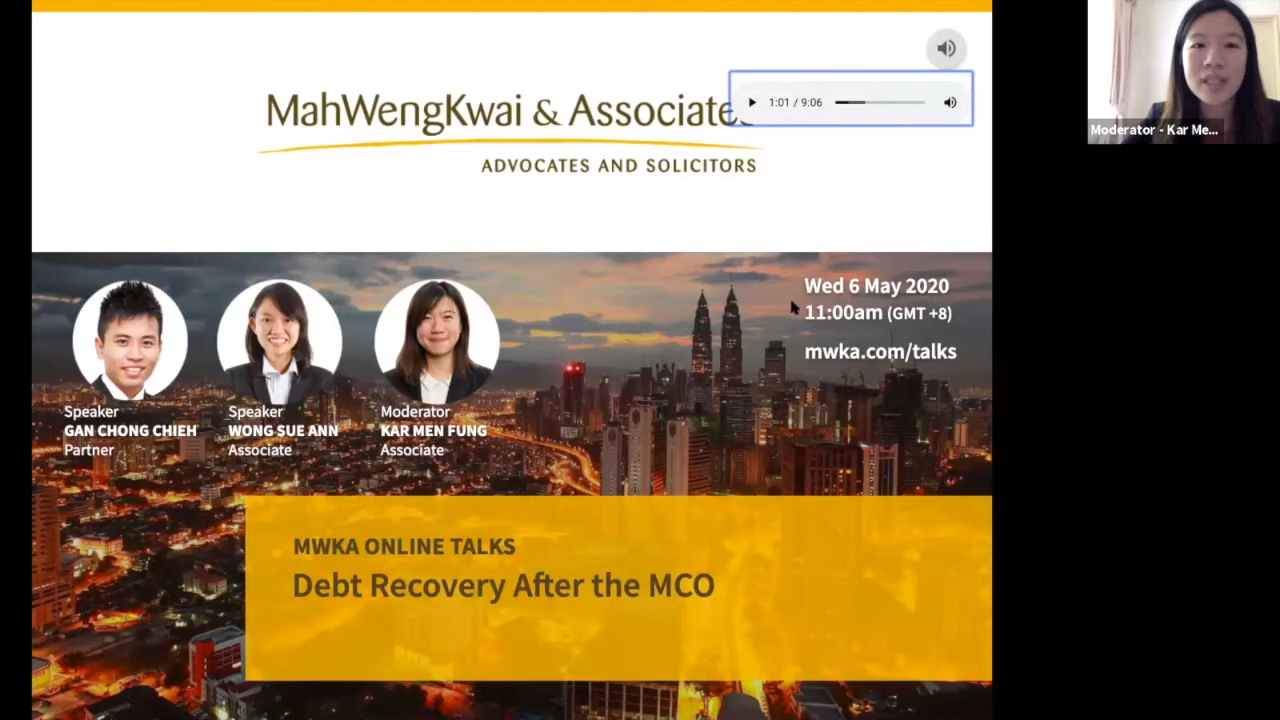 MahWengKwai & Associates
ADVOCATES AND SOLICITORS
1:01 / 9:06
Moderator - Kar Me...
Wed 6 May 2020
11:00am (GMT +8)
mwka.com/talks
Speaker
GAN CHONG CHIEH
Partner
Speaker
WONG SUE ANN
Associate
Moderator
KAR MEN FUNG
Associate
MWKA ONLINE TALKS
Debt Recovery After the MCO